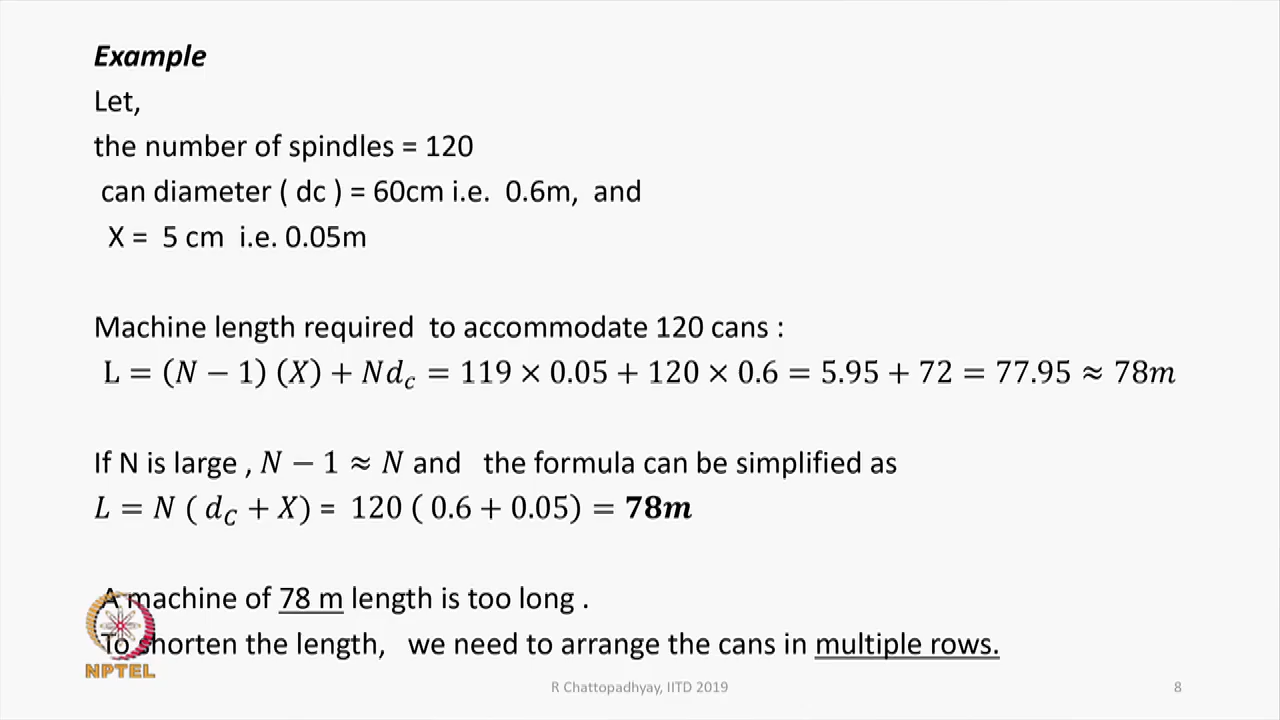 Example
Let,
the number of spindles = 120
can diameter ( dc ) = 60cm i.e. 0.6m, and
X = 5 cm i.e. 0.05m
Machine length required to accommodate 120 cans :
L = (N − 1) (X) + Nd_c = 119 × 0.05 + 120 × 0.6 = 5.95 + 72 = 77.95 ≈ 78m
If N is large , N − 1 ≈ N and the formula can be simplified as
L = N ( d_C + X) = 120 ( 0.6 + 0.05) = 78m
A machine of 78 m length is too long .
To shorten the length, we need to arrange the cans in multiple rows.
NPTEL
R Chattopadhyay, IITD 2019
8